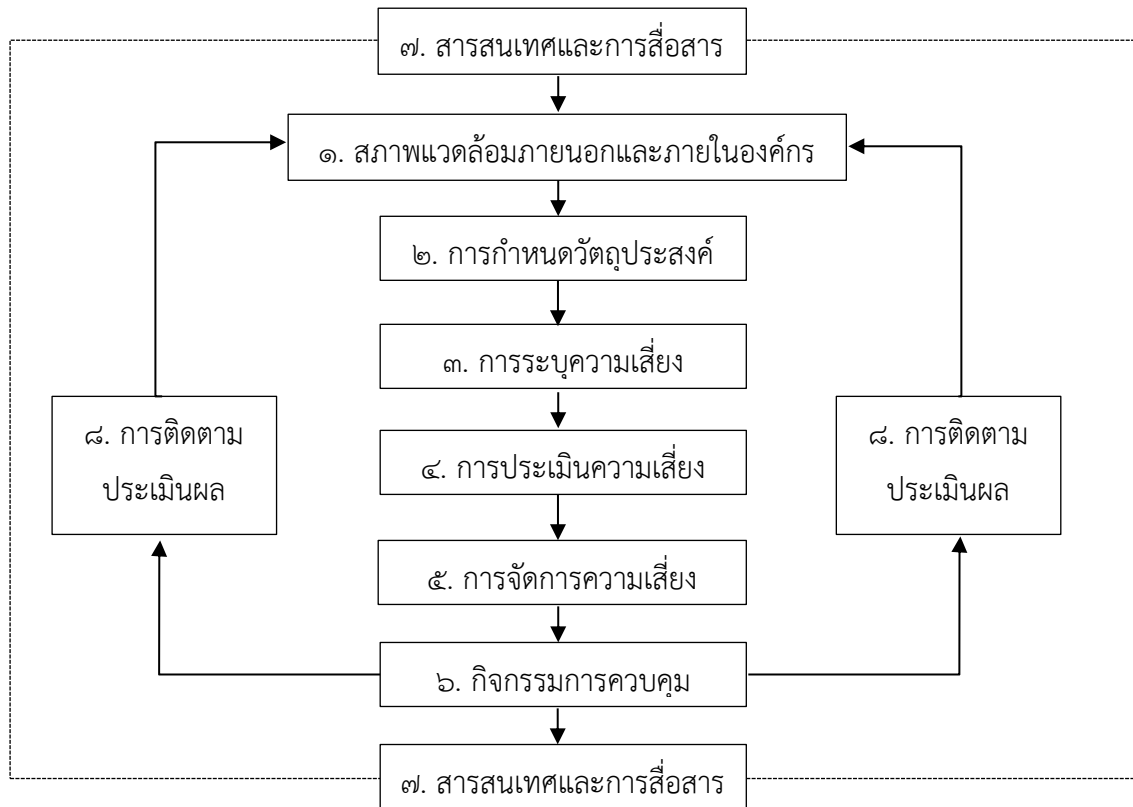 ๗. สารสนเทศและการสื่อสาร
๑. สภาพแวดล้อมภายนอกและภายในองค์กร
๒. การกำหนดวัตถุประสงค์
๓. การระบุความเสี่ยง
๘. การติดตาม
ประเมินผล
๔. การประเมินความเสี่ยง
๘. การติดตาม
ประเมินผล
๕. การจัดการความเสี่ยง
๖. กิจกรรมการควบคุม
๗. สารสนเทศและการสื่อสาร